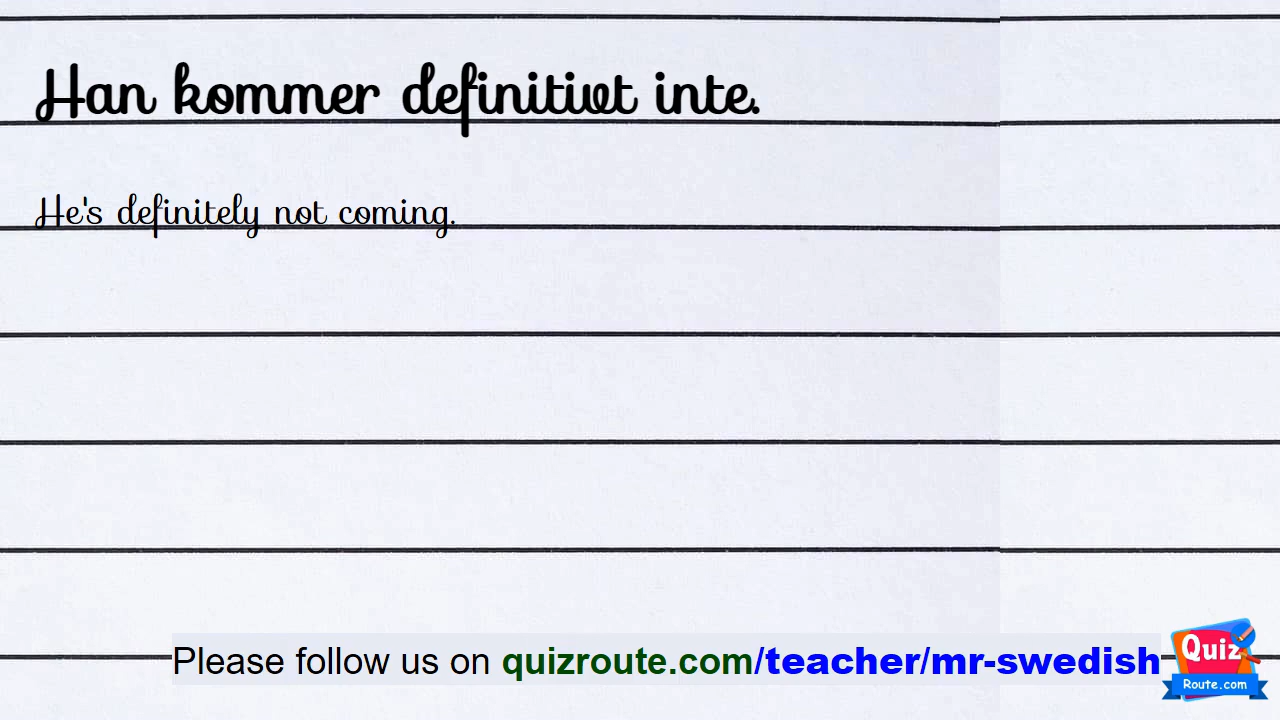 Han kommer definitivt inte.
He's definitely not coming.
Please follow us on quizroute.com/teacher/mr-swedish
Quiz
Route.com